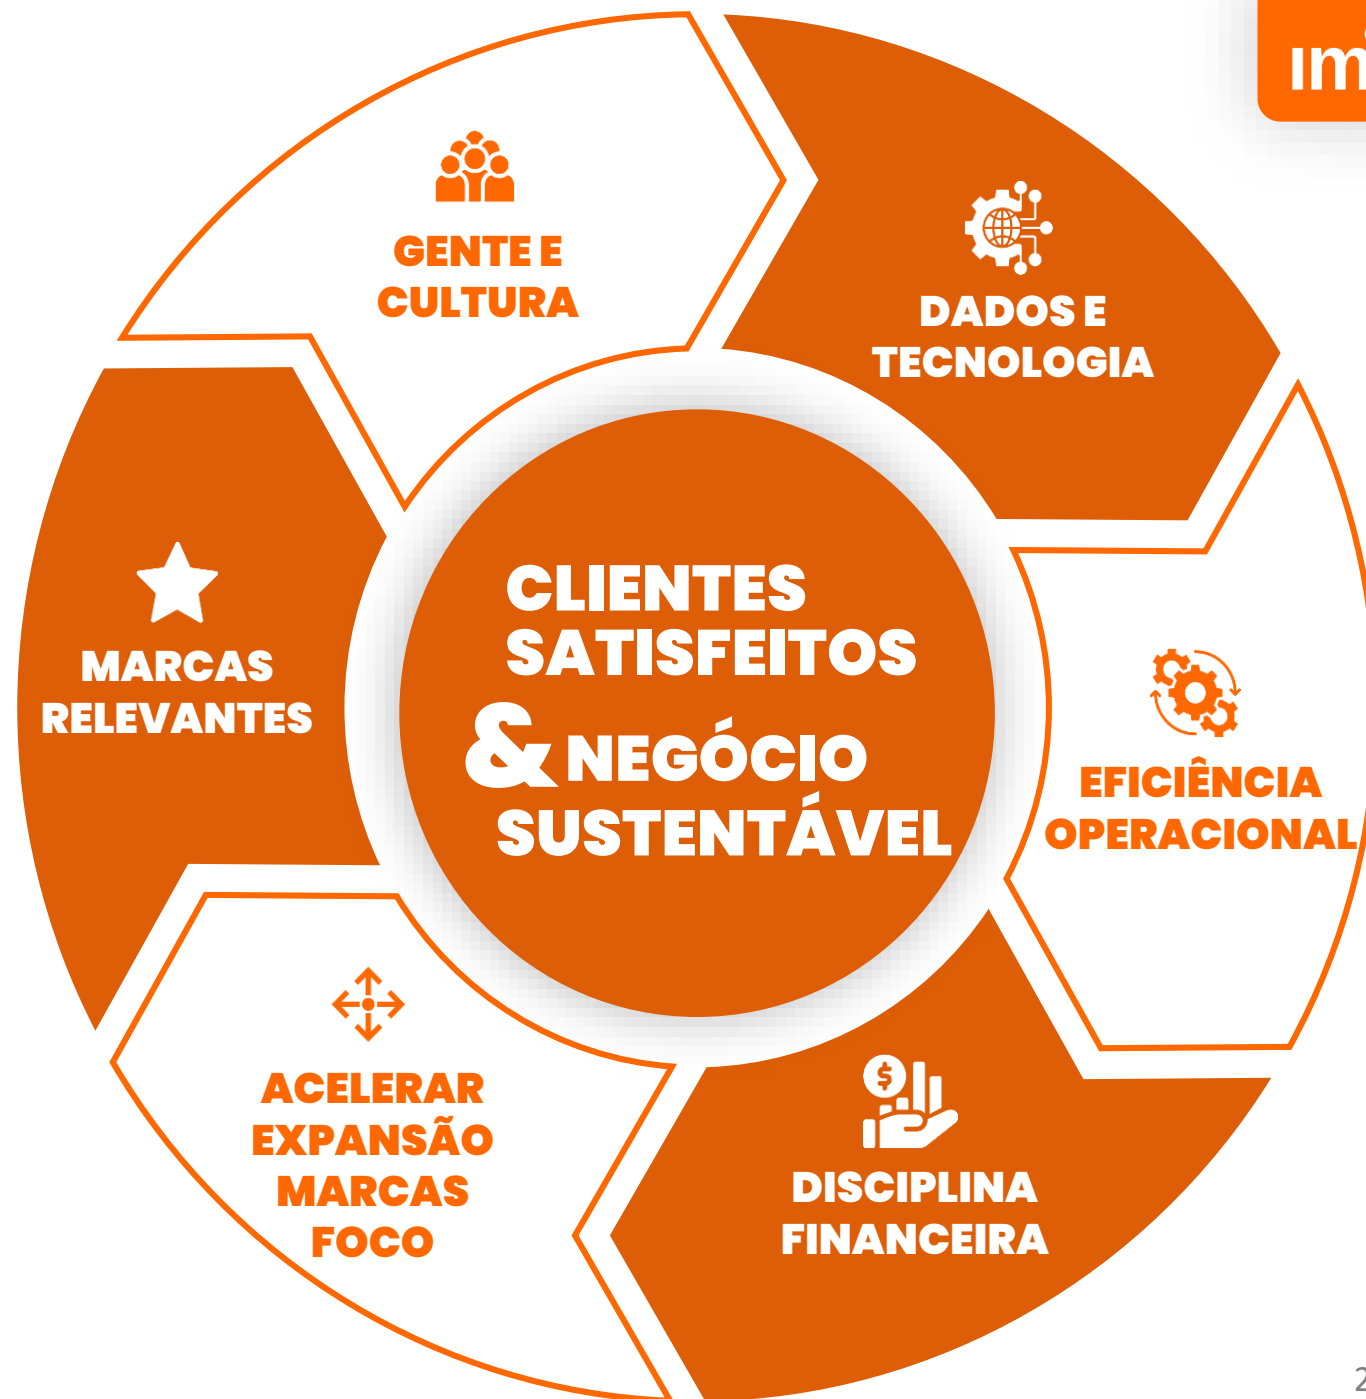 GENTE E
CULTURA
DADOS E
TECNOLOGIA
MARCAS
RELEVANTES
CLIENTES
SATISFEITOS
& NEGÓCIO
SUSTENTÁVEL
EFICIÊNCIA
OPERACIONAL
ACELERAR
EXPANSÃO
MARCAS
FOCO
$
DISCIPLINA
FINANCEIRA